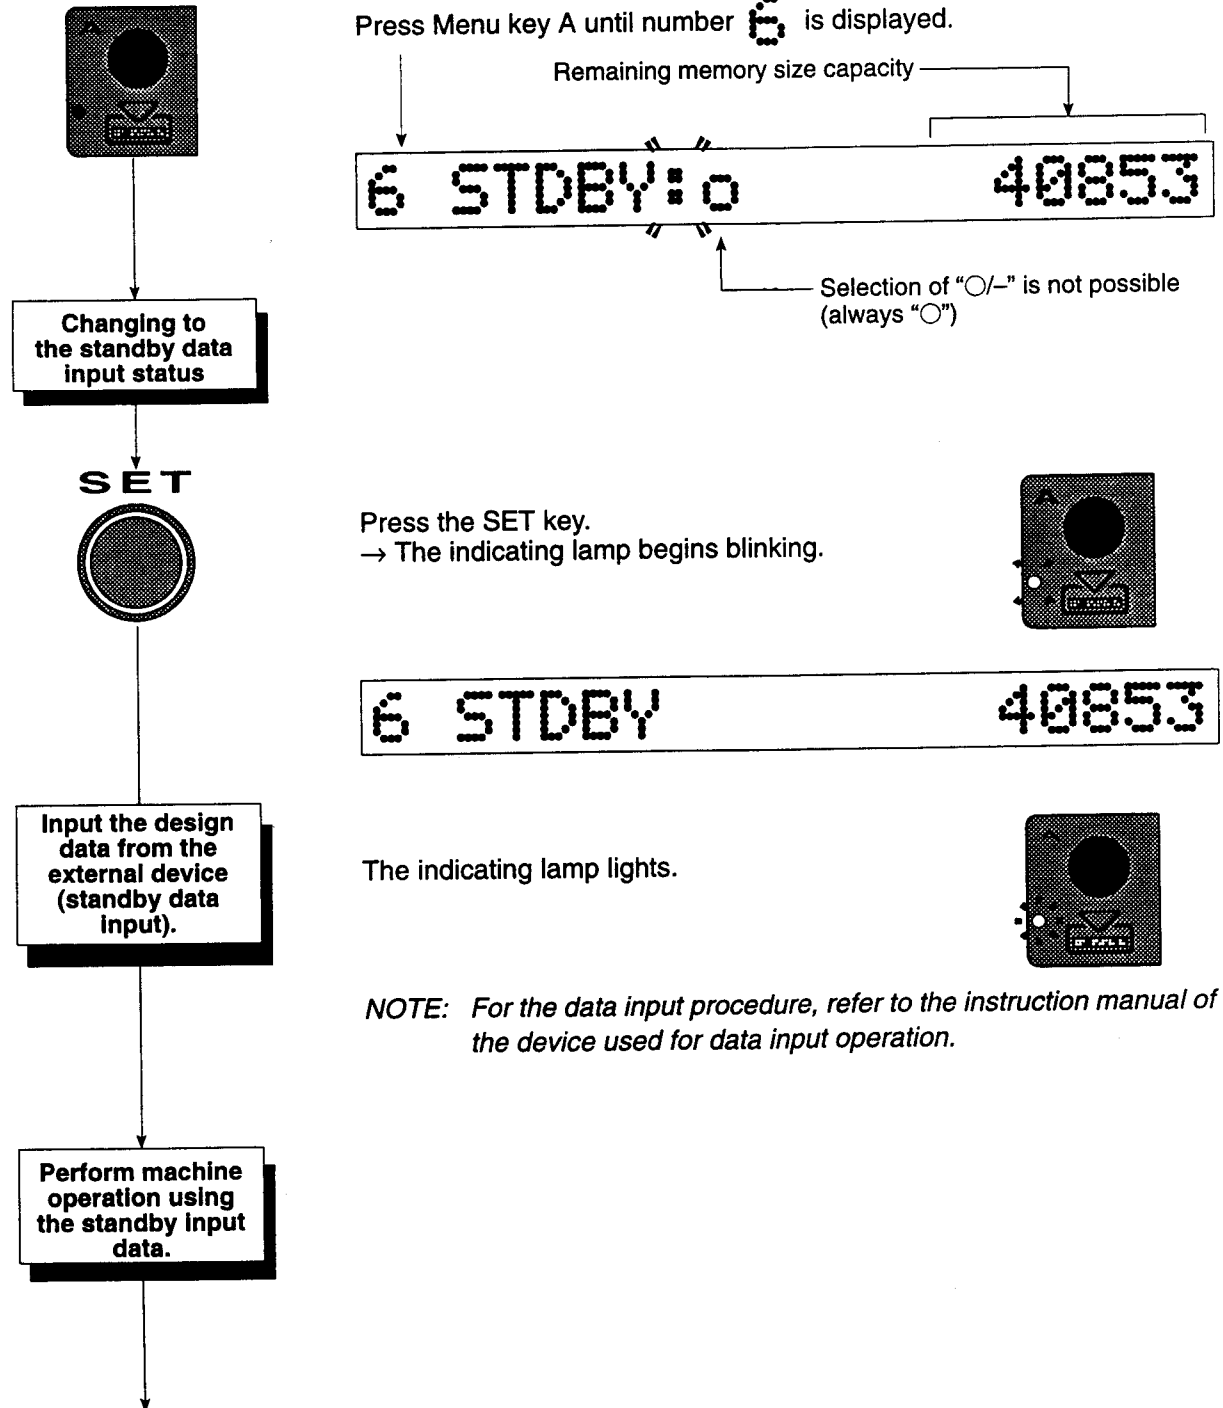 A
Press Menu key A until number 6 is displayed.
Remaining memory size capacity
6 STDBY:o 40853
Selection of “○/–” is not possible
(always “○”)
Changing to
the standby data
input status
SET
Press the SET key.
→ The indicating lamp begins blinking.
A
6 STDBY 40853
Input the design
data from the
external device
(standby data
input).
The indicating lamp lights.
A
NOTE: For the data input procedure, refer to the instruction manual of
the device used for data input operation.
Perform machine
operation using
the standby input
data.